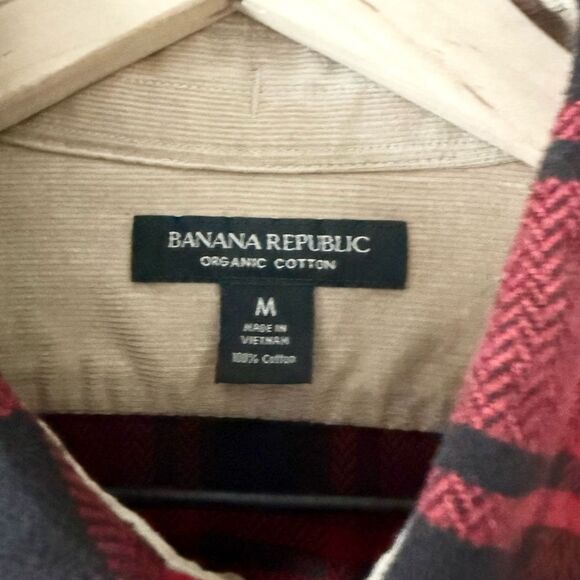 BANANA REPUBLIC
ORGANIC COTTON
M
MADE IN
VIETNAM
100% Cotton